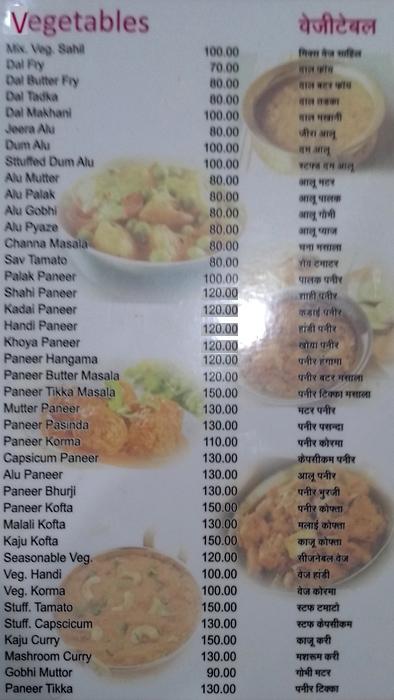 Vegetables वेजीटेबल
Mix. Veg. Sahil 100.00 मिक्स वेज साहिल
Dal Fry 70.00 दाल फ्राय
Dal Butter Fry 80.00 दाल बटर फ्राय
Dal Tadka 80.00 दाल तडका
Dal Makhani 100.00 दाल मखानी
Jeera Alu 80.00 जीरा आलू
Dum Alu 100.00 दम आलू
Sttuffed Dum Alu 100.00 स्टफ्ड दम आलू
Alu Mutter 80.00 आलू मटर
Alu Palak 80.00 आलू पालक
Alu Gobhi 80.00 आलू गोभी
Alu Pyaze 80.00 आलू प्याज
Channa Masala 80.00 चना मसाला
Sav Tamato 80.00 सेव टमाटर
Palak Paneer 100.00 पालक पनीर
Shahi Paneer 120.00 शाही पनीर
Kadai Paneer 120.00 कडाई पनीर
Handi Paneer 120.00 हांडी पनीर
Khoya Paneer 120.00 खोया पनीर
Paneer Hangama 120.00 पनीर हंगामा
Paneer Butter Masala 120.00 पनीर बटर मसाला
Paneer Tikka Masala 150.00 पनीर टिक्का मसाला
Mutter Paneer 130.00 मटर पनीर
Paneer Pasinda 130.00 पनीर पसन्दा
Paneer Korma 110.00 पनीर कोरमा
Capsicum Paneer 130.00 केपसीकम पनीर
Alu Paneer 130.00 आलू पनीर
Paneer Bhurji 130.00 पनीर भुरजी
Paneer Kofta 150.00 पनीर कोफ्ता
Malali Kofta 130.00 मलाई कोफ्ता
Kaju Kofta 150.00 काजू कोफ्ता
Seasonable Veg. 120.00 सीजनेबल वेज
Veg. Handi 100.00 वेज हांडी
Veg. Korma 100.00 वेज कोरमा
Stuff. Tamato 150.00 स्टफ टमाटो
Stuff. Capscicum 130.00 स्टफ केपसीकम
Kaju Curry 150.00 काजू करी
Mashroom Curry 130.00 मशरूम करी
Gobhi Muttor 90.00 गोभी मटर
Paneer Tikka 130.00 पनीर टिक्का